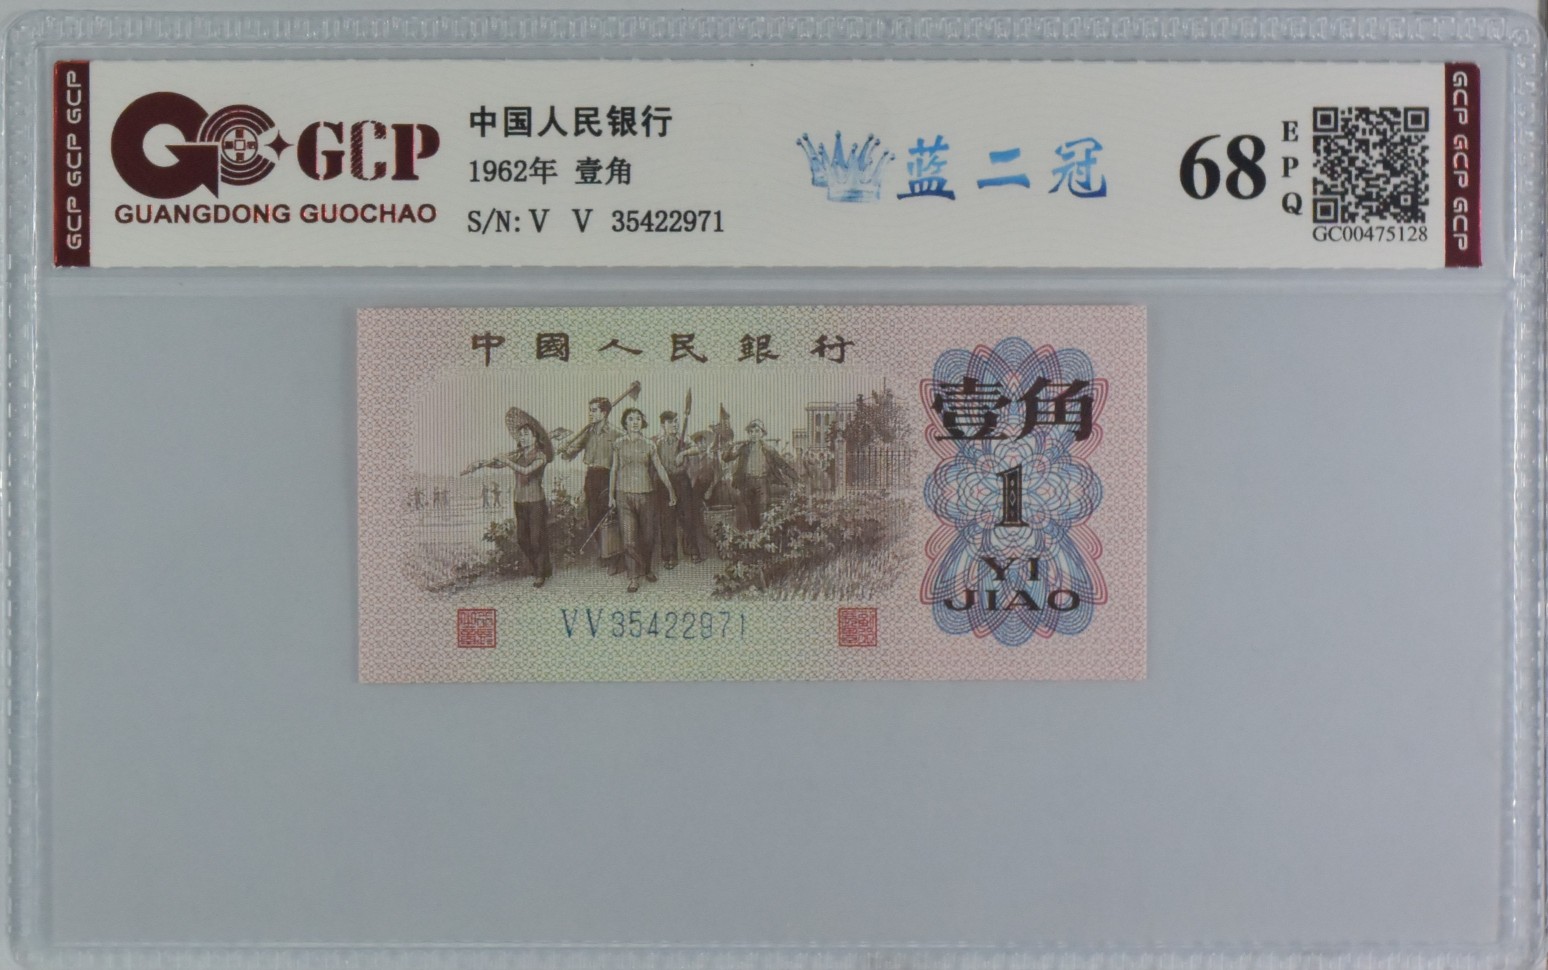 GCP GCP GCP
GCP
GUANGDONG GUOCHAO
中国人民银行
1962年 壹角
S/N: V V 35422971
蓝二冠
68
EPQ
GC00475128
GCP GCP GCP
中國人民銀行
壹角
1
YI
JIAO
VV35422971